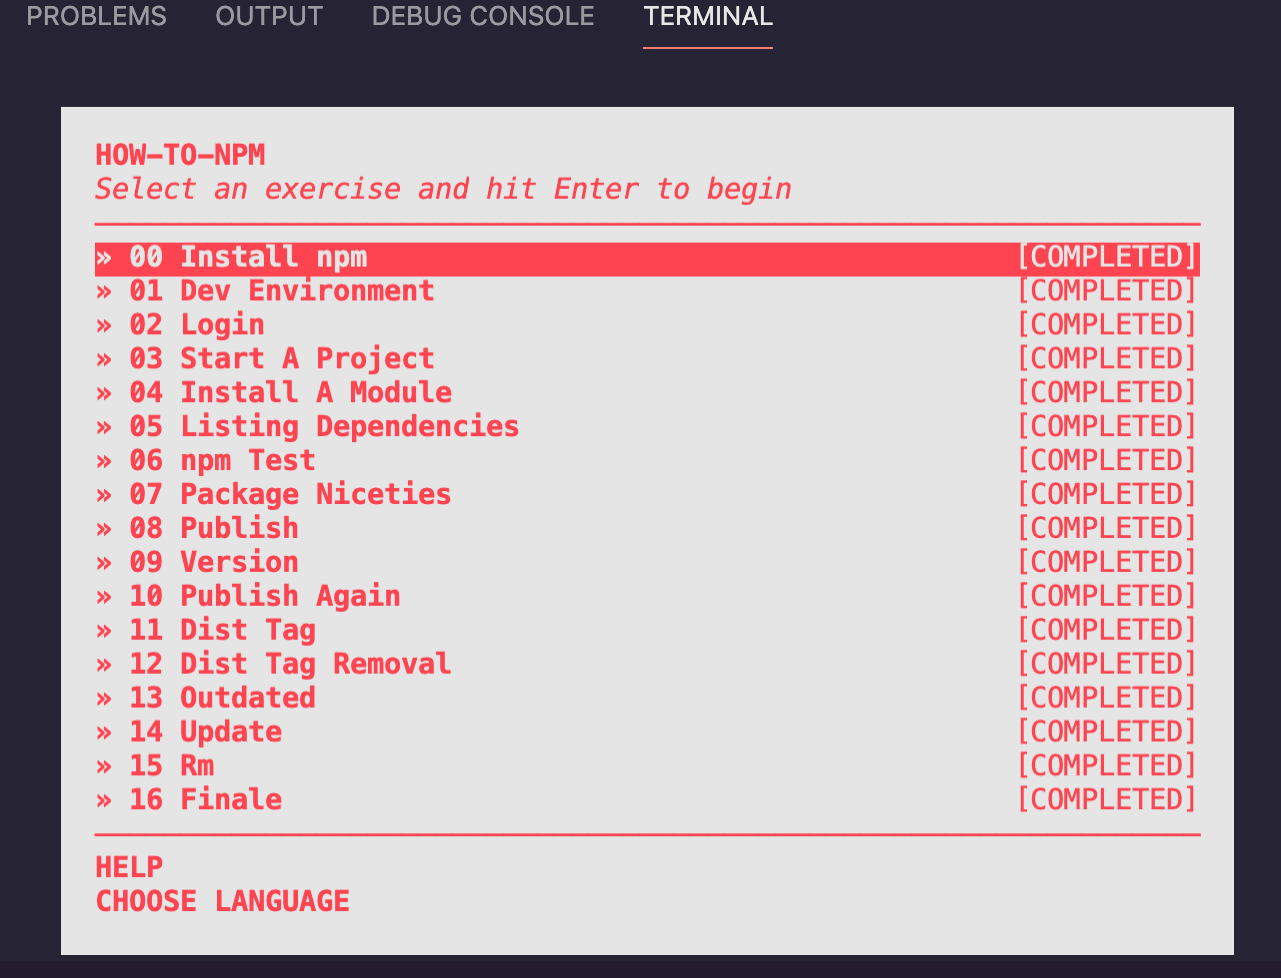 PROBLEMS OUTPUT DEBUG CONSOLE TERMINAL
HOW-TO-NPM
Select an exercise and hit Enter to begin
» 00 Install npm [COMPLETED]
» 01 Dev Environment [COMPLETED]
» 02 Login [COMPLETED]
» 03 Start A Project [COMPLETED]
» 04 Install A Module [COMPLETED]
» 05 Listing Dependencies [COMPLETED]
» 06 npm Test [COMPLETED]
» 07 Package Niceties [COMPLETED]
» 08 Publish [COMPLETED]
» 09 Version [COMPLETED]
» 10 Publish Again [COMPLETED]
» 11 Dist Tag [COMPLETED]
» 12 Dist Tag Removal [COMPLETED]
» 13 Outdated [COMPLETED]
» 14 Update [COMPLETED]
» 15 Rm [COMPLETED]
» 16 Finale [COMPLETED]
HELP
CHOOSE LANGUAGE